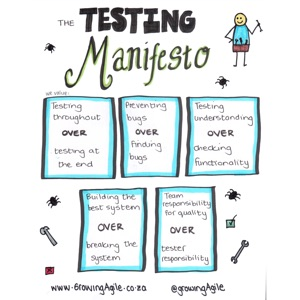 THE TESTING
Manifesto
WE VALUE:
Testing
throughout
OVER
testing at
the end
Preventing
bugs
OVER
finding
bugs
Testing
understanding
OVER
checking
functionality
Building the
best system
OVER
breaking the
system
Team
responsibility
for quality
OVER
tester
responsibility
www.GrowingAgile.co.za
@growingAgile